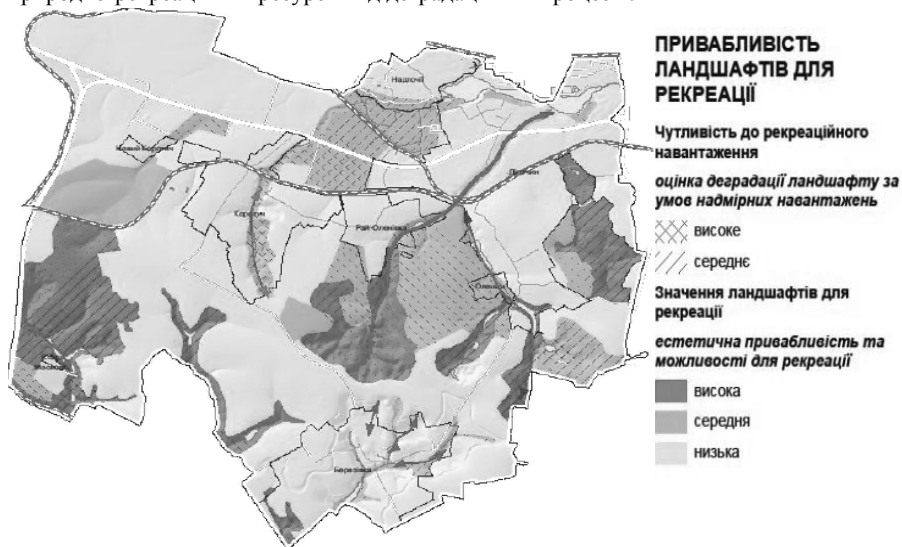 ПРИВАБЛИВІСТЬ
ЛАНДШАФТІВ ДЛЯ
РЕКРЕАЦІЇ
Чутливість до рекреаційного
навантаження
оцінка деградації ландшафту за
умов надмірних навантажень
високе
середнє
Значення ландшафтів для
рекреації
естетична привабливість та
можливості для рекреації
висока
середня
низька
Надточії
Рай-Оленівка
Березівка